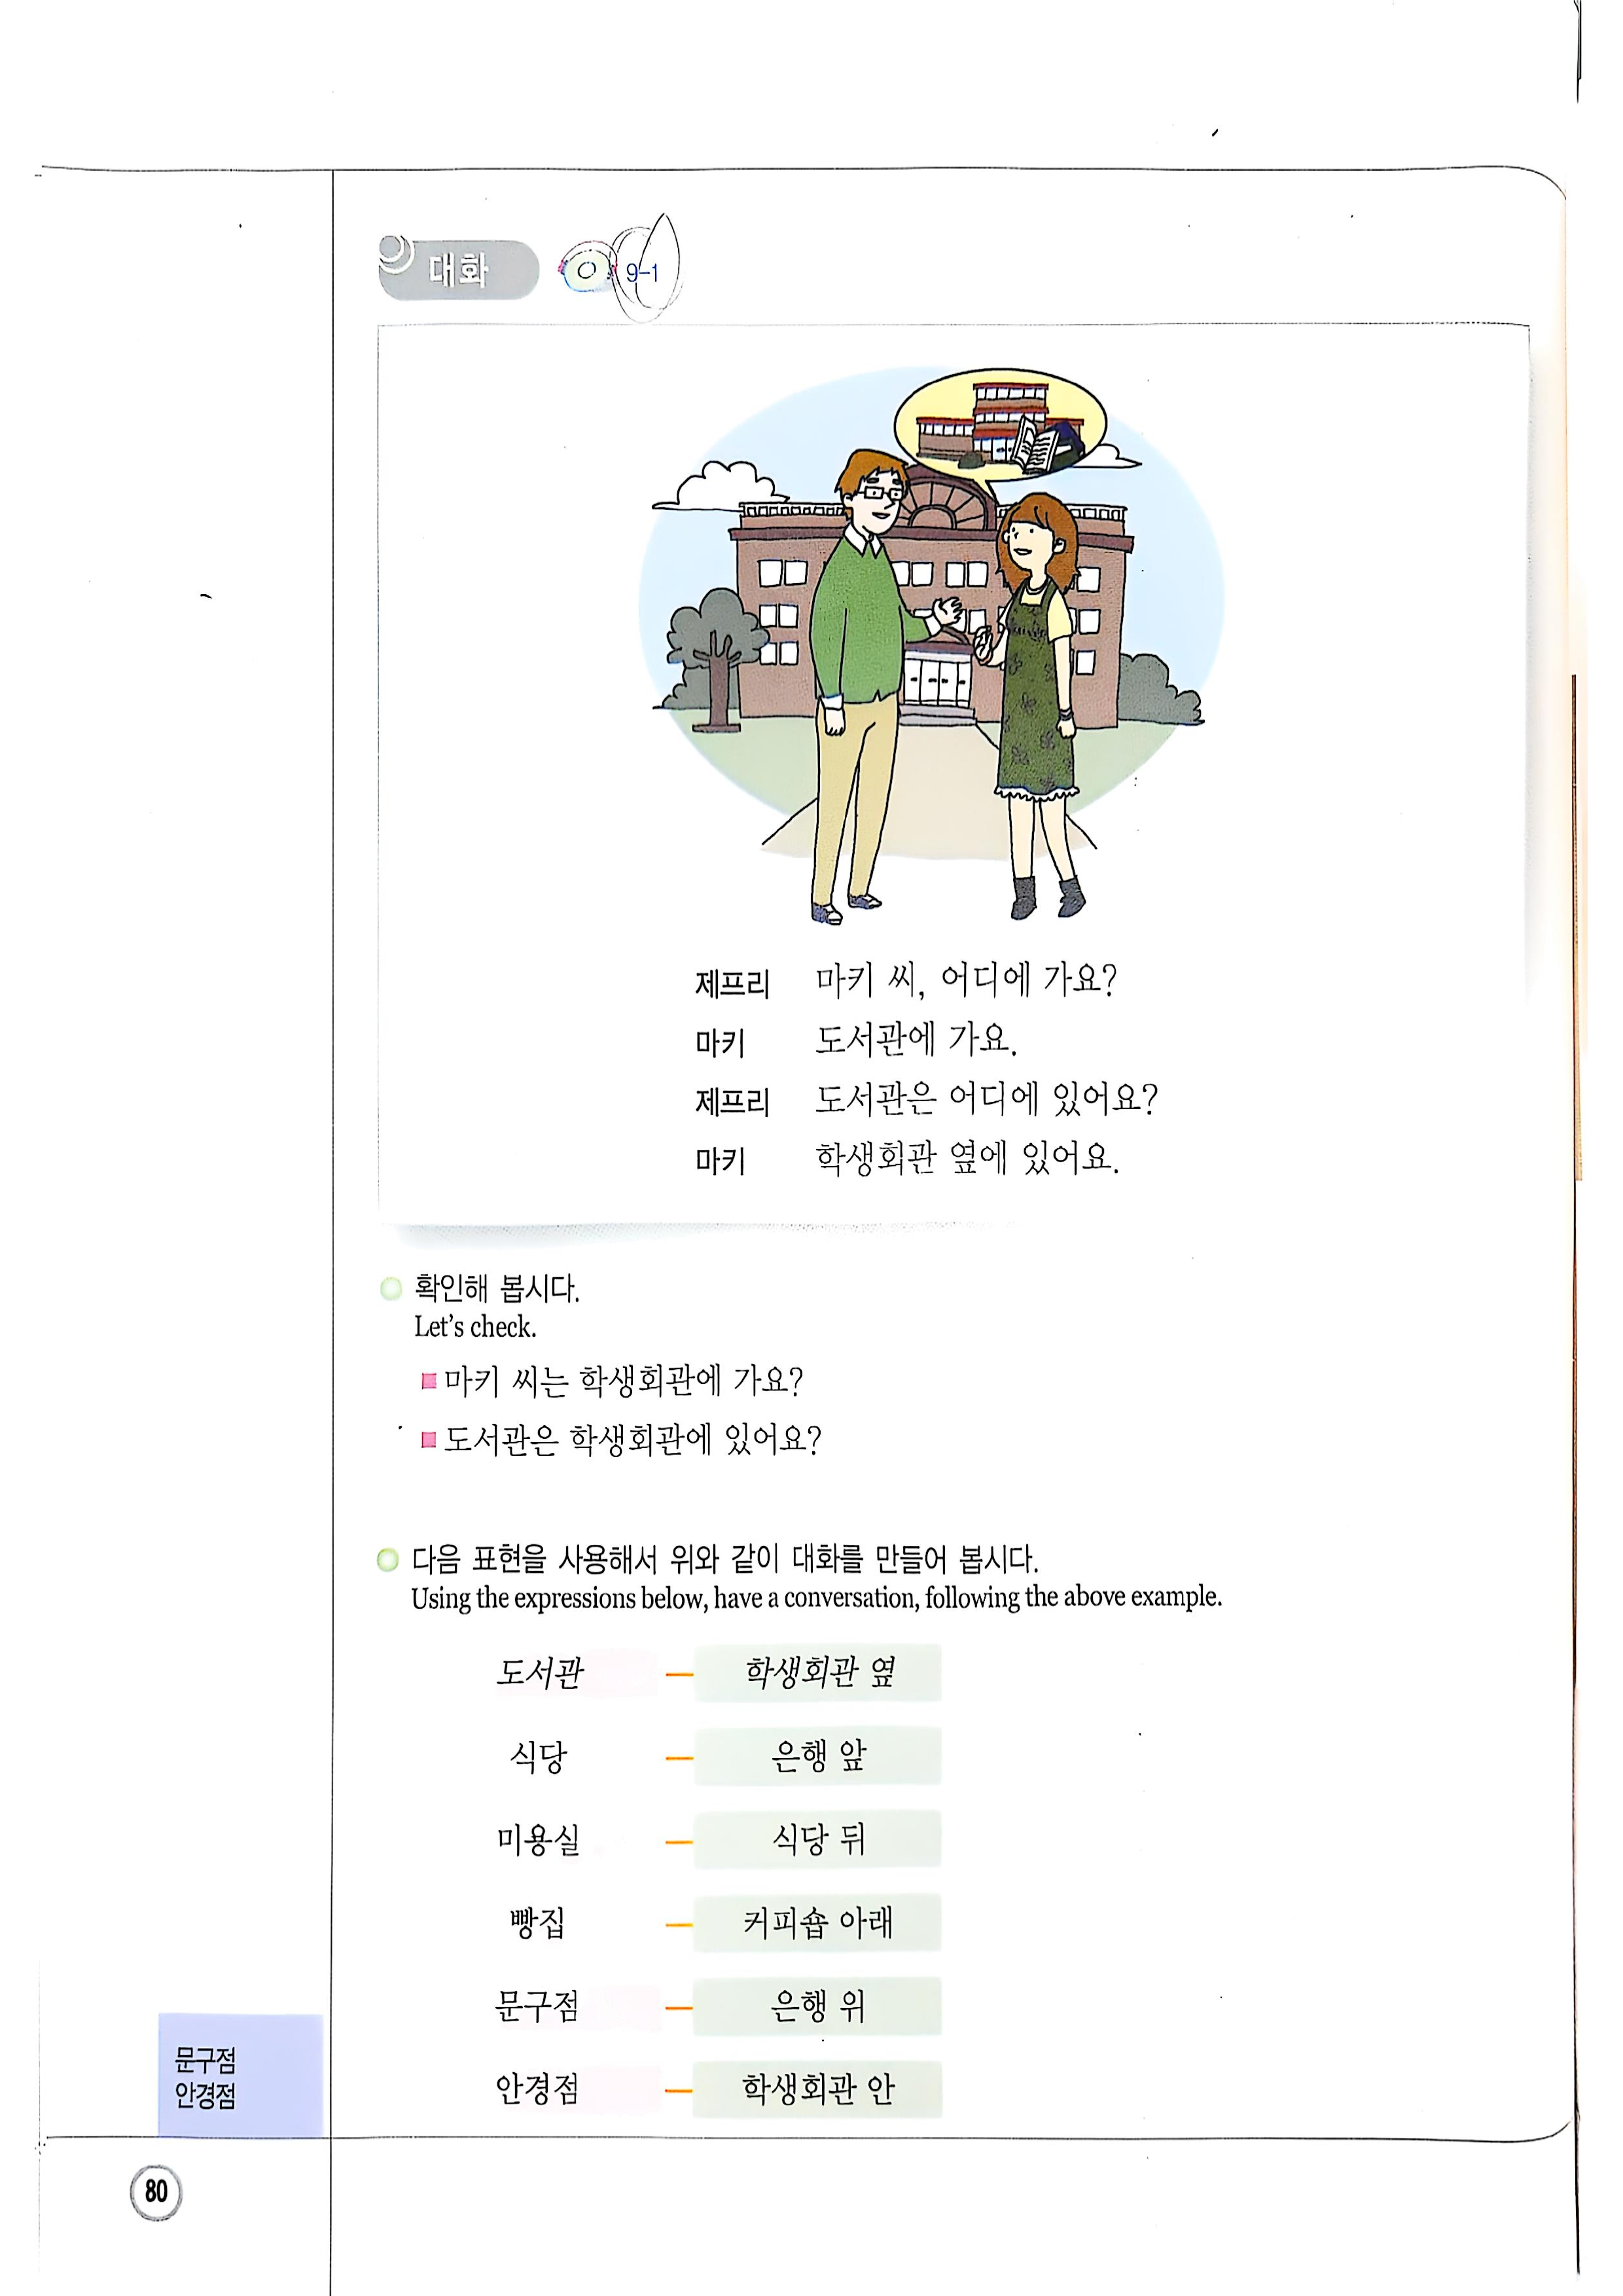 대화 9-1
제프리 마키 씨, 어디에 가요?
마키 도서관에 가요.
제프리 도서관은 어디에 있어요?
마키 학생회관 옆에 있어요.
확인해 봅시다.
Let's check.
마키 씨는 학생회관에 가요?
도서관은 학생회관에 있어요?
다음 표현을 사용해서 위와 같이 대화를 만들어 봅시다.
Using the expressions below, have a conversation, following the above example.
도서관 — 학생회관 옆
식당 — 은행 앞
미용실 — 식당 뒤
빵집 — 커피숍 아래
문구점 — 은행 위
안경점 — 학생회관 안
문구점
안경점
80